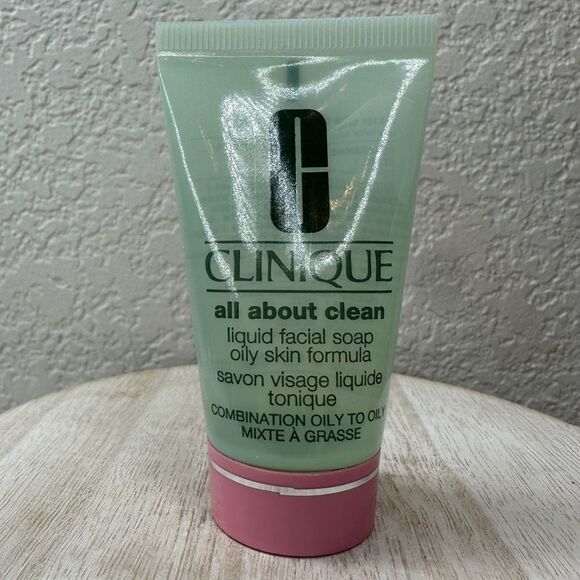 C
CLINIQUE
all about clean
liquid facial soap
oily skin formula
savon visage liquide
tonique
COMBINATION OILY TO OILY
MIXTE À GRASSE